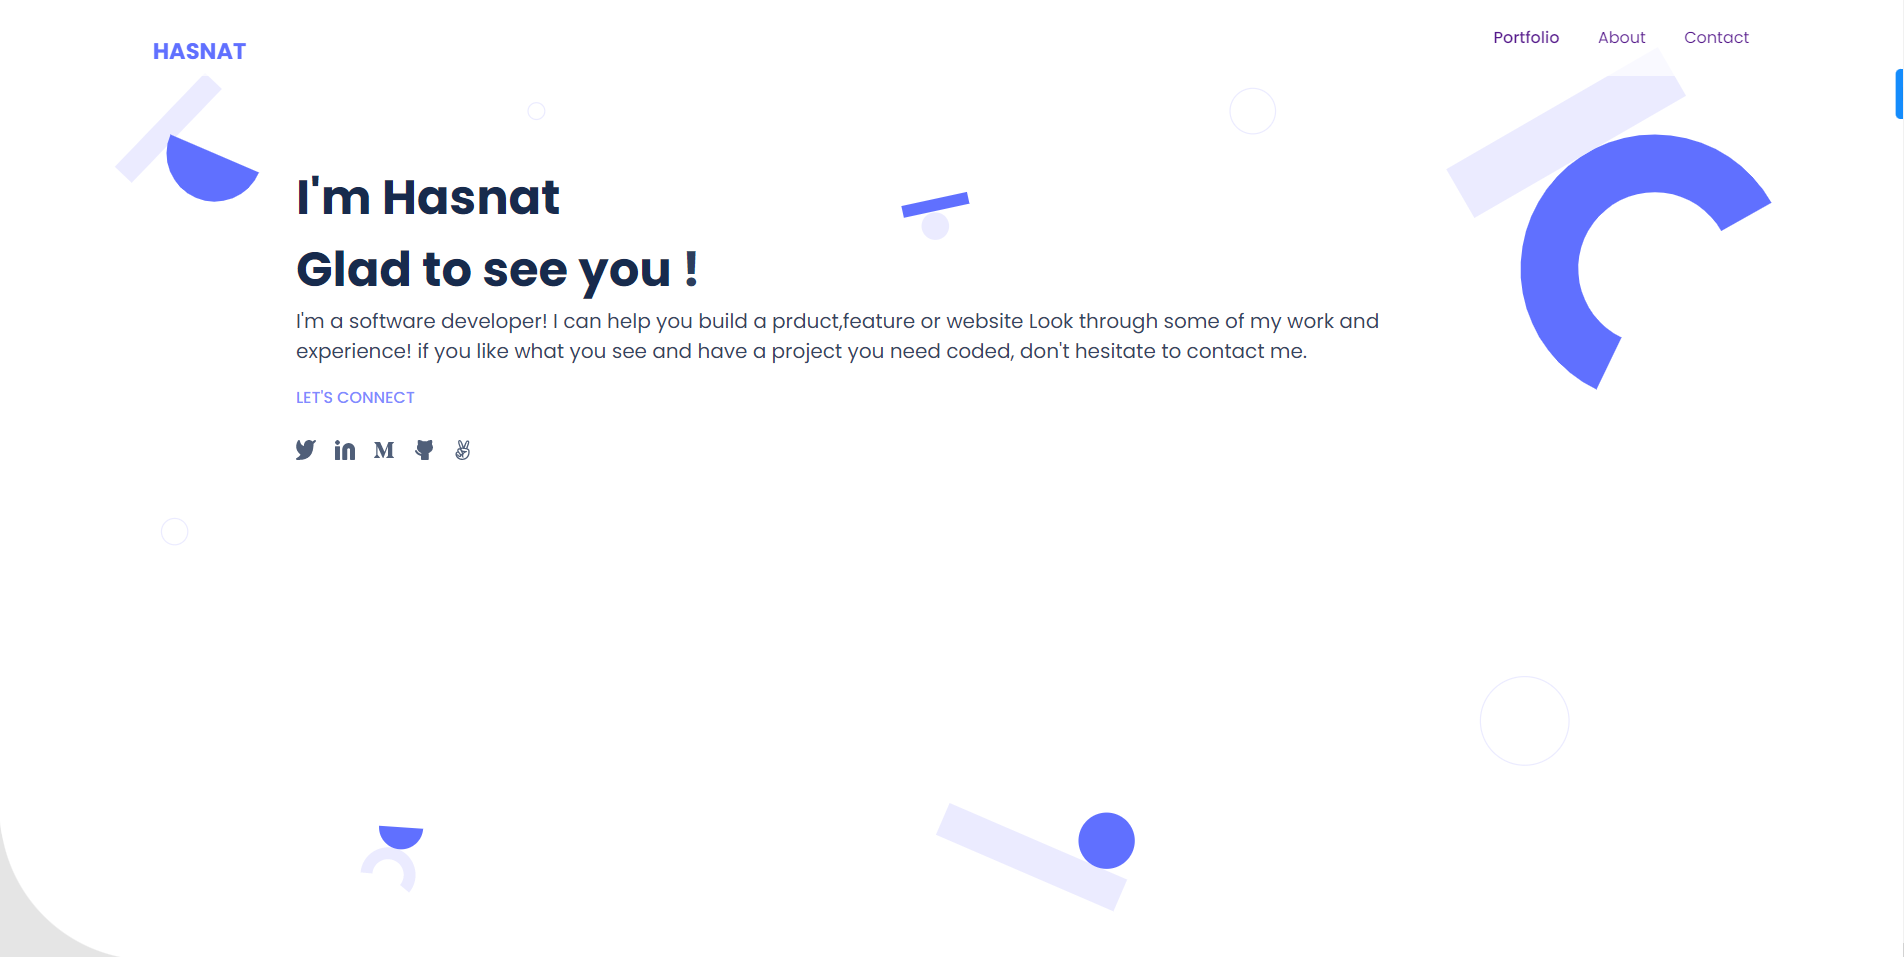 HASNAT
Portfolio About Contact
I'm Hasnat
Glad to see you !
I'm a software developer! I can help you build a prduct,feature or website Look through some of my work and
experience! if you like what you see and have a project you need coded, don't hesitate to contact me.
LET'S CONNECT